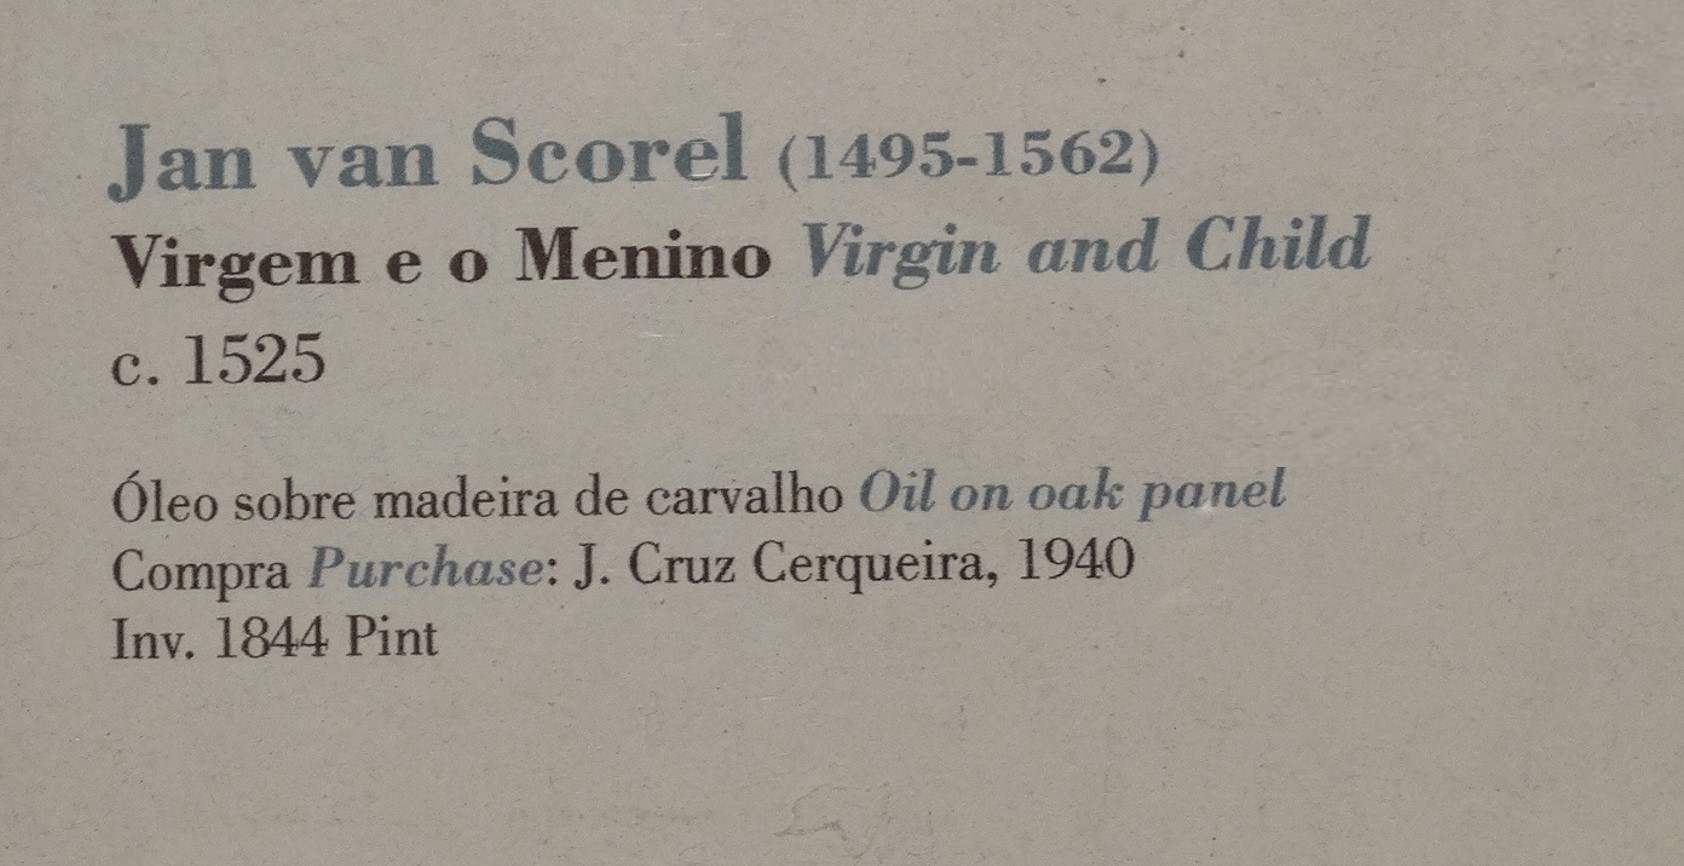 Jan van Scorel (1495-1562)
Virgem e o Menino Virgin and Child
c. 1525
Óleo sobre madeira de carvalho Oil on oak panel
Compra Purchase: J. Cruz Cerqueira, 1940
Inv. 1844 Pint